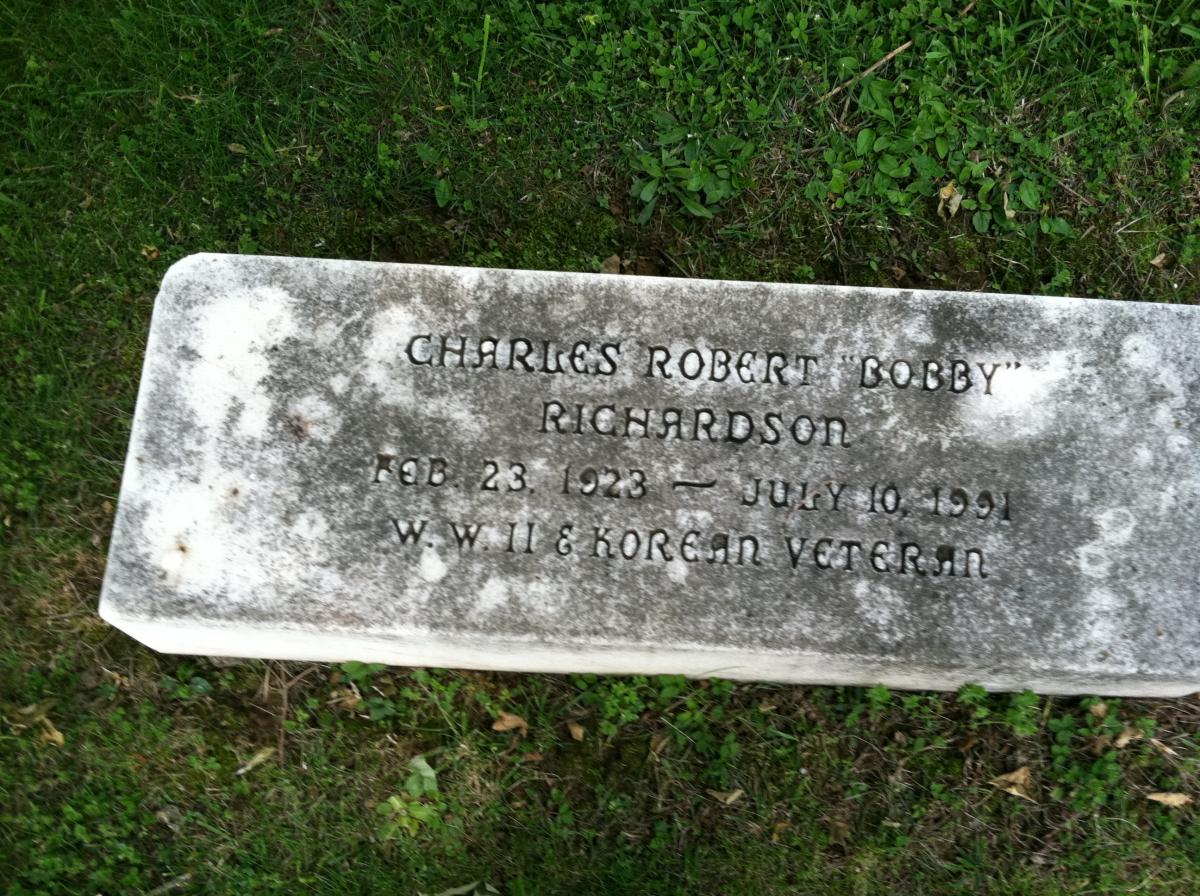 CHARLES ROBERT "BOBBY"
RICHARDSON
FEB. 23, 1923 — JULY 10, 1991
W. W. II & KOREAN VETERAN